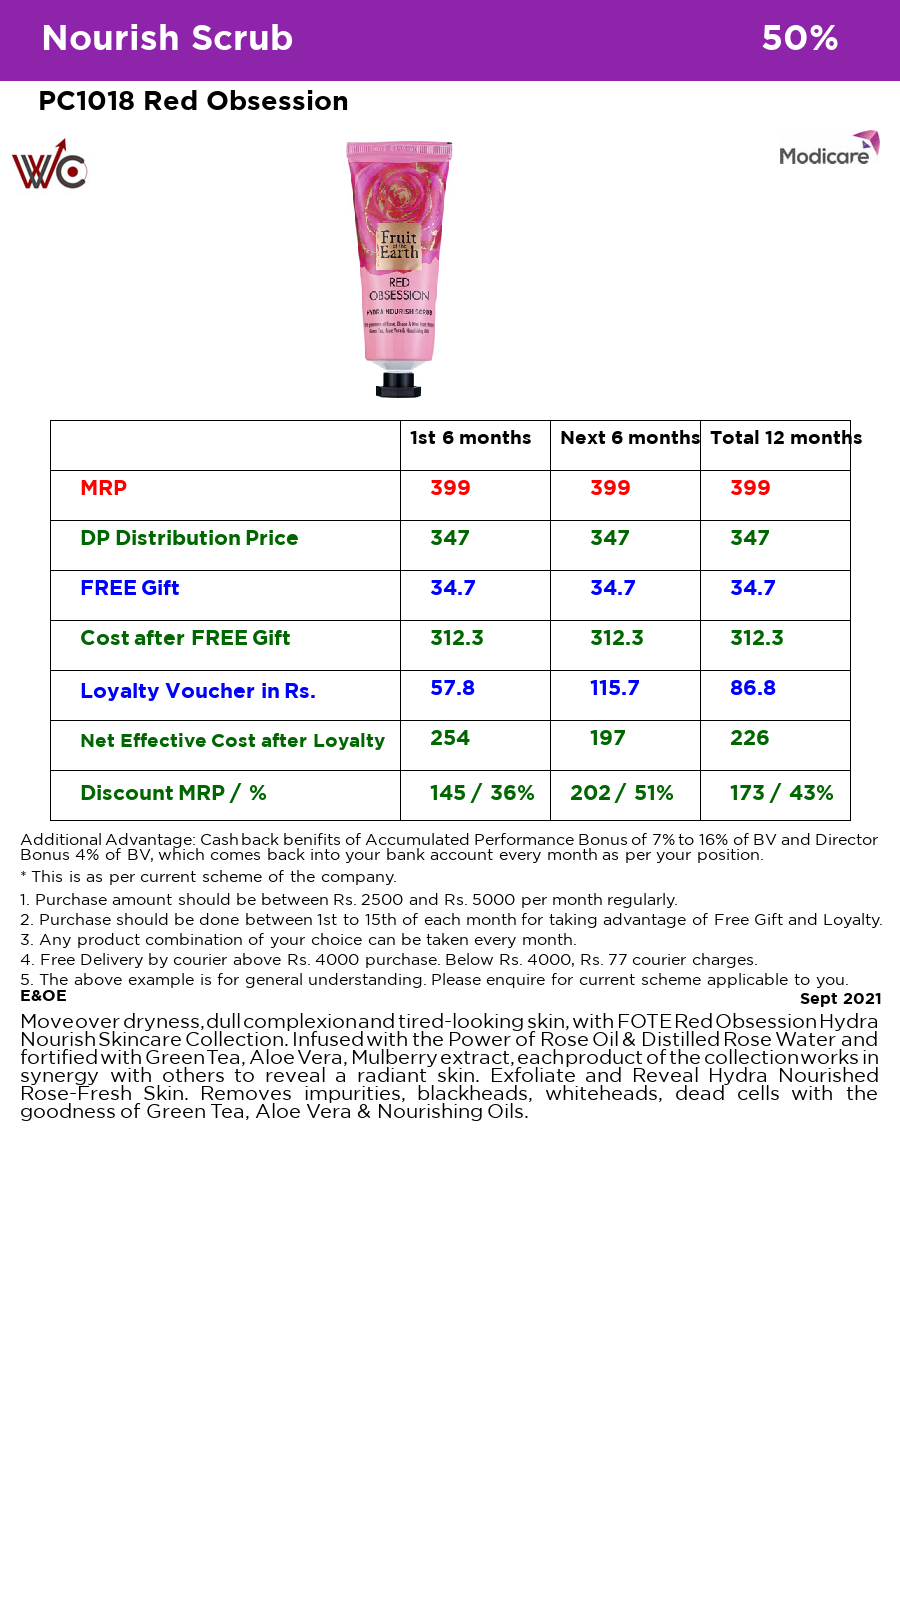 Nourish Scrub 50%
PC1018 Red Obsession
WC
Modicare
Fruit
of the
Earth
RED
OBSESSION
HYDRA NOURISH SCRUB
1st 6 months Next 6 months Total 12 months
MRP 399 399 399
DP Distribution Price 347 347 347
FREE Gift 34.7 34.7 34.7
Cost after FREE Gift 312.3 312.3 312.3
Loyalty Voucher in Rs. 57.8 115.7 86.8
Net Effective Cost after Loyalty 254 197 226
Discount MRP / % 145 / 36% 202 / 51% 173 / 43%
Additional Advantage: Cash back benifits of Accumulated Performance Bonus of 7% to 16% of BV and Director
Bonus 4% of BV, which comes back into your bank account every month as per your position.
* This is as per current scheme of the company.
1. Purchase amount should be between Rs. 2500 and Rs. 5000 per month regularly.
2. Purchase should be done between 1st to 15th of each month for taking advantage of Free Gift and Loyalty.
3. Any product combination of your choice can be taken every month.
4. Free Delivery by courier above Rs. 4000 purchase. Below Rs. 4000, Rs. 77 courier charges.
5. The above example is for general understanding. Please enquire for current scheme applicable to you.
E&OE Sept 2021
Move over dryness, dull complexion and tired-looking skin, with FOTE Red Obsession Hydra
Nourish Skincare Collection. Infused with the Power of Rose Oil & Distilled Rose Water and
fortified with Green Tea, Aloe Vera, Mulberry extract, each product of the collection works in
synergy with others to reveal a radiant skin. Exfoliate and Reveal Hydra Nourished
Rose-Fresh Skin. Removes impurities, blackheads, whiteheads, dead cells with the
goodness of Green Tea, Aloe Vera & Nourishing Oils.